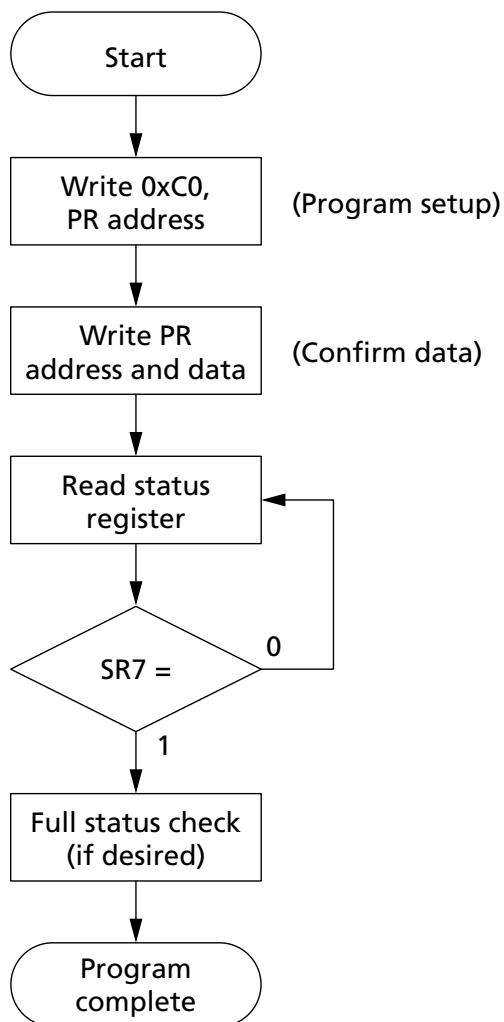 Start
Write 0xC0,
PR address
(Program setup)
Write PR
address and data
(Confirm data)
Read status
register
SR7 =
0
1
Full status check
(if desired)
Program
complete